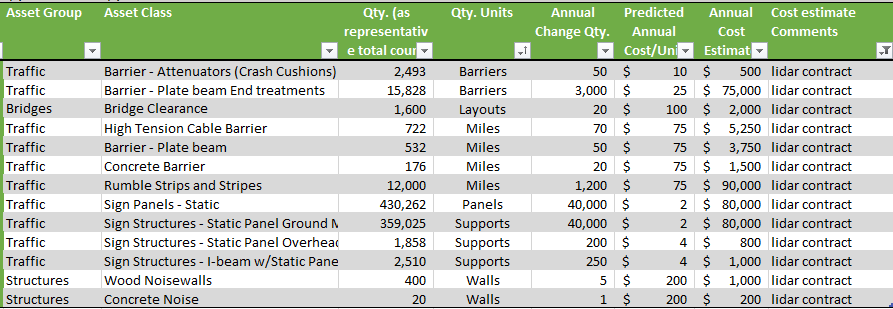 Asset Group Asset Class Qty. (as representativ e total coun Qty. Units Annual Change Qty. Predicted Annual Cost/Uni Annual Cost Estimat Cost estimate Comments
Traffic Barrier - Attenuators (Crash Cushions) 2,493 Barriers 50 $ 10 $ 500 lidar contract
Traffic Barrier - Plate beam End treatments 15,828 Barriers 3,000 $ 25 $ 75,000 lidar contract
Bridges Bridge Clearance 1,600 Layouts 20 $ 100 $ 2,000 lidar contract
Traffic High Tension Cable Barrier 722 Miles 70 $ 75 $ 5,250 lidar contract
Traffic Barrier - Plate beam 532 Miles 50 $ 75 $ 3,750 lidar contract
Traffic Concrete Barrier 176 Miles 20 $ 75 $ 1,500 lidar contract
Traffic Rumble Strips and Stripes 12,000 Miles 1,200 $ 75 $ 90,000 lidar contract
Traffic Sign Panels - Static 430,262 Panels 40,000 $ 2 $ 80,000 lidar contract
Traffic Sign Structures - Static Panel Ground M 359,025 Supports 40,000 $ 2 $ 80,000 lidar contract
Traffic Sign Structures - Static Panel Overhead 1,858 Supports 200 $ 4 $ 800 lidar contract
Traffic Sign Structures - I-beam w/Static Pane 2,510 Supports 250 $ 4 $ 1,000 lidar contract
Structures Wood Noisewalls 400 Walls 5 $ 200 $ 1,000 lidar contract
Structures Concrete Noise 20 Walls 1 $ 200 $ 200 lidar contract